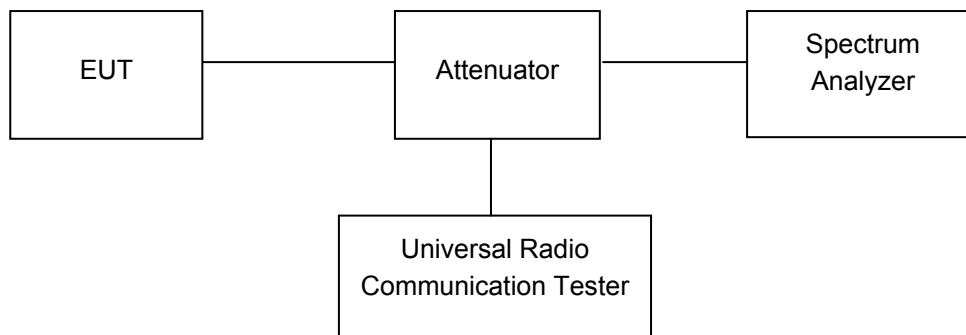 EUT
Attenuator
Spectrum
Analyzer
Universal Radio
Communication Tester